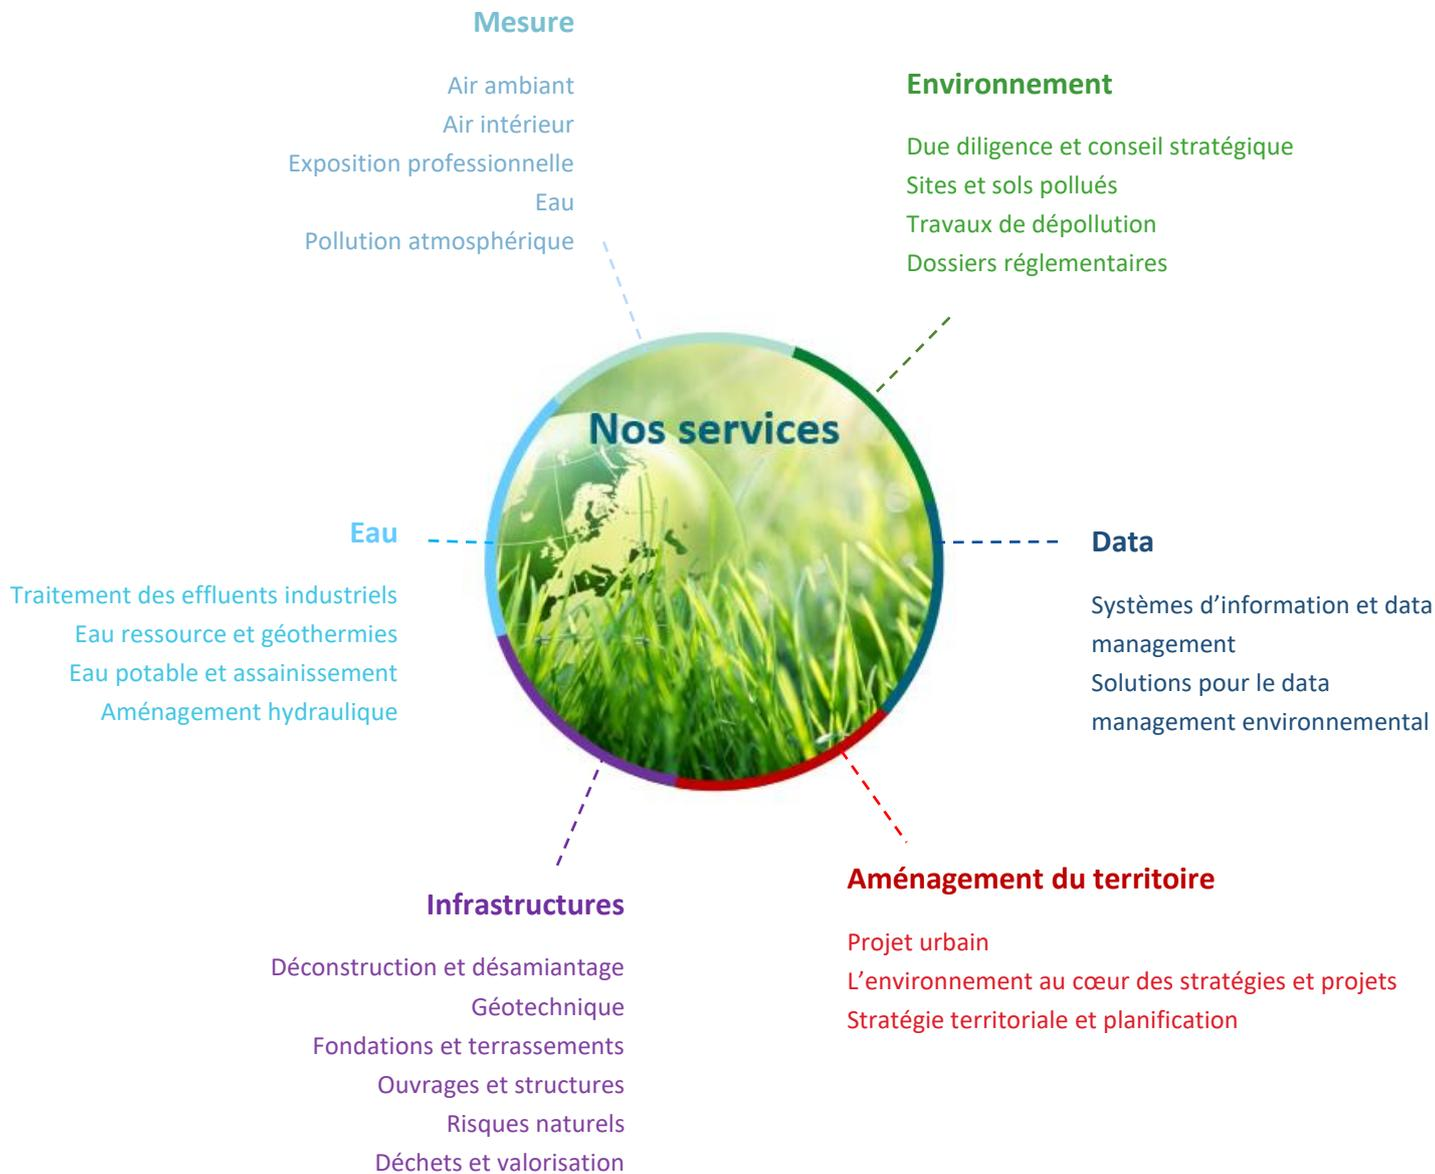 Mesure
Air ambiant
Air intérieur
Exposition professionnelle
Eau
Pollution atmosphérique
Environnement
Due diligence et conseil stratégique
Sites et sols pollués
Travaux de dépollution
Dossiers réglementaires
Nos services
Eau
Traitement des effluents industriels
Eau ressource et géothermies
Eau potable et assainissement
Aménagement hydraulique
Data
Systèmes d’information et data
management
Solutions pour le data
management environnemental
Infrastructures
Déconstruction et désamiantage
Géotechnique
Fondations et terrassements
Ouvrages et structures
Risques naturels
Déchets et valorisation
Aménagement du territoire
Projet urbain
L’environnement au cœur des stratégies et projets
Stratégie territoriale et planification